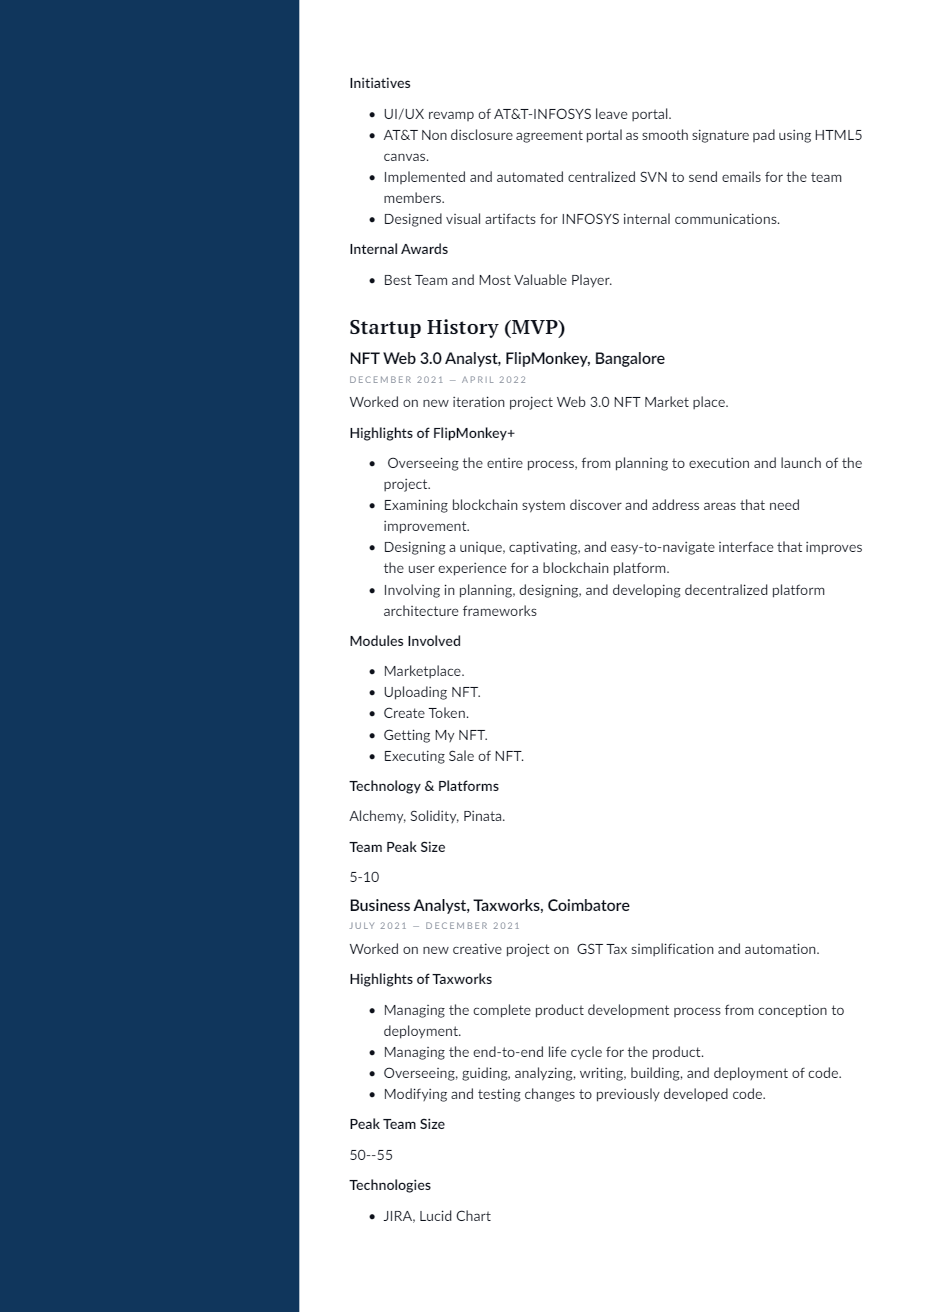 Initiatives
• UI/UX revamp of AT&T-INFOSYS leave portal.
• AT&T Non disclosure agreement portal as smooth signature pad using HTML5
canvas.
• Implemented and automated centralized SVN to send emails for the team
members.
• Designed visual artifacts for INFOSYS internal communications.
Internal Awards
• Best Team and Most Valuable Player.
Startup History (MVP)
NFT Web 3.0 Analyst, FlipMonkey, Bangalore
DECEMBER 2021 — APRIL 2022
Worked on new iteration project Web 3.0 NFT Market place.
Highlights of FlipMonkey+
• Overseeing the entire process, from planning to execution and launch of the
project.
• Examining blockchain system discover and address areas that need
improvement.
• Designing a unique, captivating, and easy-to-navigate interface that improves
the user experience for a blockchain platform.
• Involving in planning, designing, and developing decentralized platform
architecture frameworks
Modules Involved
• Marketplace.
• Uploading NFT.
• Create Token.
• Getting My NFT.
• Executing Sale of NFT.
Technology & Platforms
Alchemy, Solidity, Pinata.
Team Peak Size
5-10
Business Analyst, Taxworks, Coimbatore
JULY 2021 — DECEMBER 2021
Worked on new creative project on  GST Tax simplification and automation.
Highlights of Taxworks
• Managing the complete product development process from conception to
deployment.
• Managing the end-to-end life cycle for the product.
• Overseeing, guiding, analyzing, writing, building, and deployment of code.
• Modifying and testing changes to previously developed code.
Peak Team Size
50--55
Technologies
• JIRA, Lucid Chart